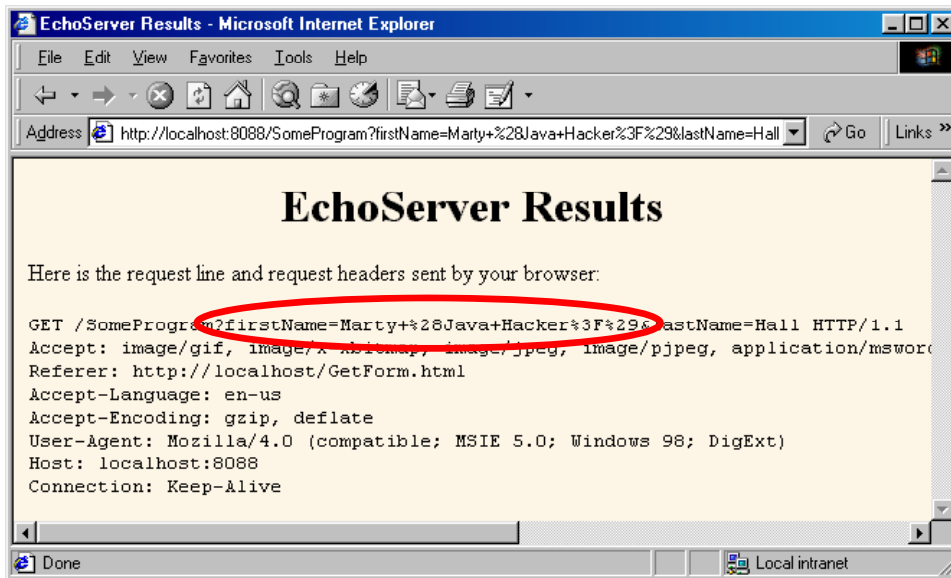 EchoServer Results - Microsoft Internet Explorer
File Edit View Favorites Tools Help
Address http://localhost:8088/SomeProgram?firstName=Marty+%28Java+Hacker%3F%29&lastName=Hall Go Links »
EchoServer Results
Here is the request line and request headers sent by your browser:
GET /SomeProgram?firstName=Marty+%28Java+Hacker%3F%29&lastName=Hall HTTP/1.1
Accept: image/gif, image/x-xbitmap, image/jpeg, image/pjpeg, application/msword
Referer: http://localhost/GetForm.html
Accept-Language: en-us
Accept-Encoding: gzip, deflate
User-Agent: Mozilla/4.0 (compatible; MSIE 5.0; Windows 98; DigExt)
Host: localhost:8088
Connection: Keep-Alive
Done Local intranet